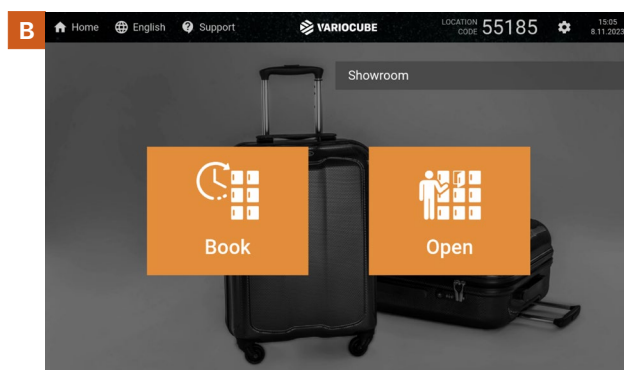 B
Home English Support VARIOCUBE LOCATION CODE 55185 15:05 8.11.2023
Showroom
Book Open